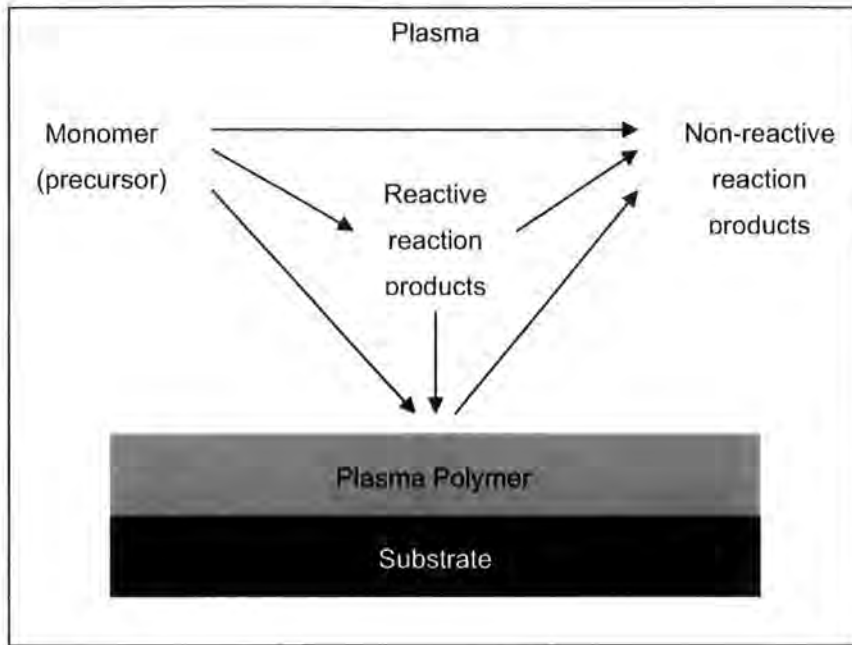 Plasma
Monomer
(precursor)
Reactive
reaction
products
Non-reactive
reaction
products
Plasma Polymer
Substrate